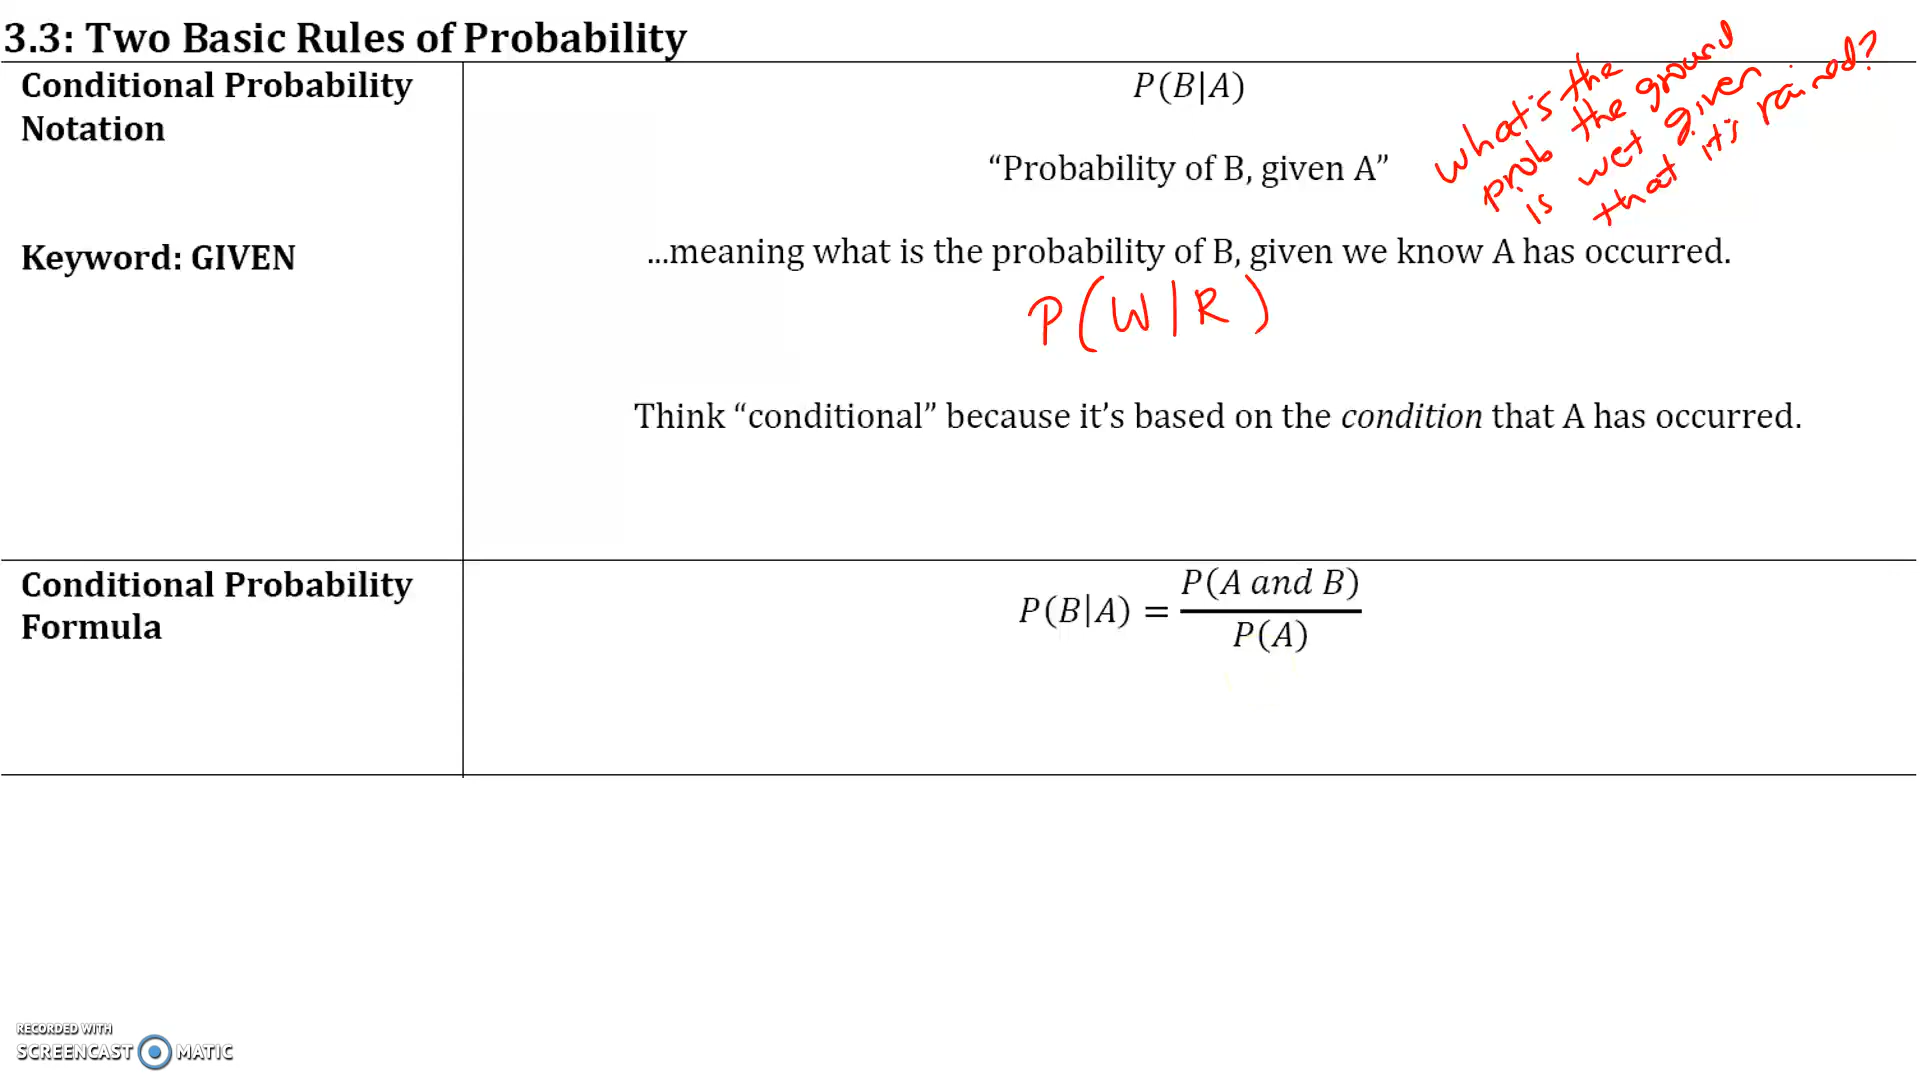 3.3: Two Basic Rules of Probability
Conditional Probability
Notation
Keyword: GIVEN
P(B|A)
“Probability of B, given A”
...meaning what is the probability of B, given we know A has occurred.
P(W|R)
Think “conditional” because it’s based on the condition that A has occurred.
what's the
prob the ground
is wet given
that it's rained?
Conditional Probability
Formula
P(B|A) = P(A and B) / P(A)
RECORDED WITH
SCREENCAST MATIC